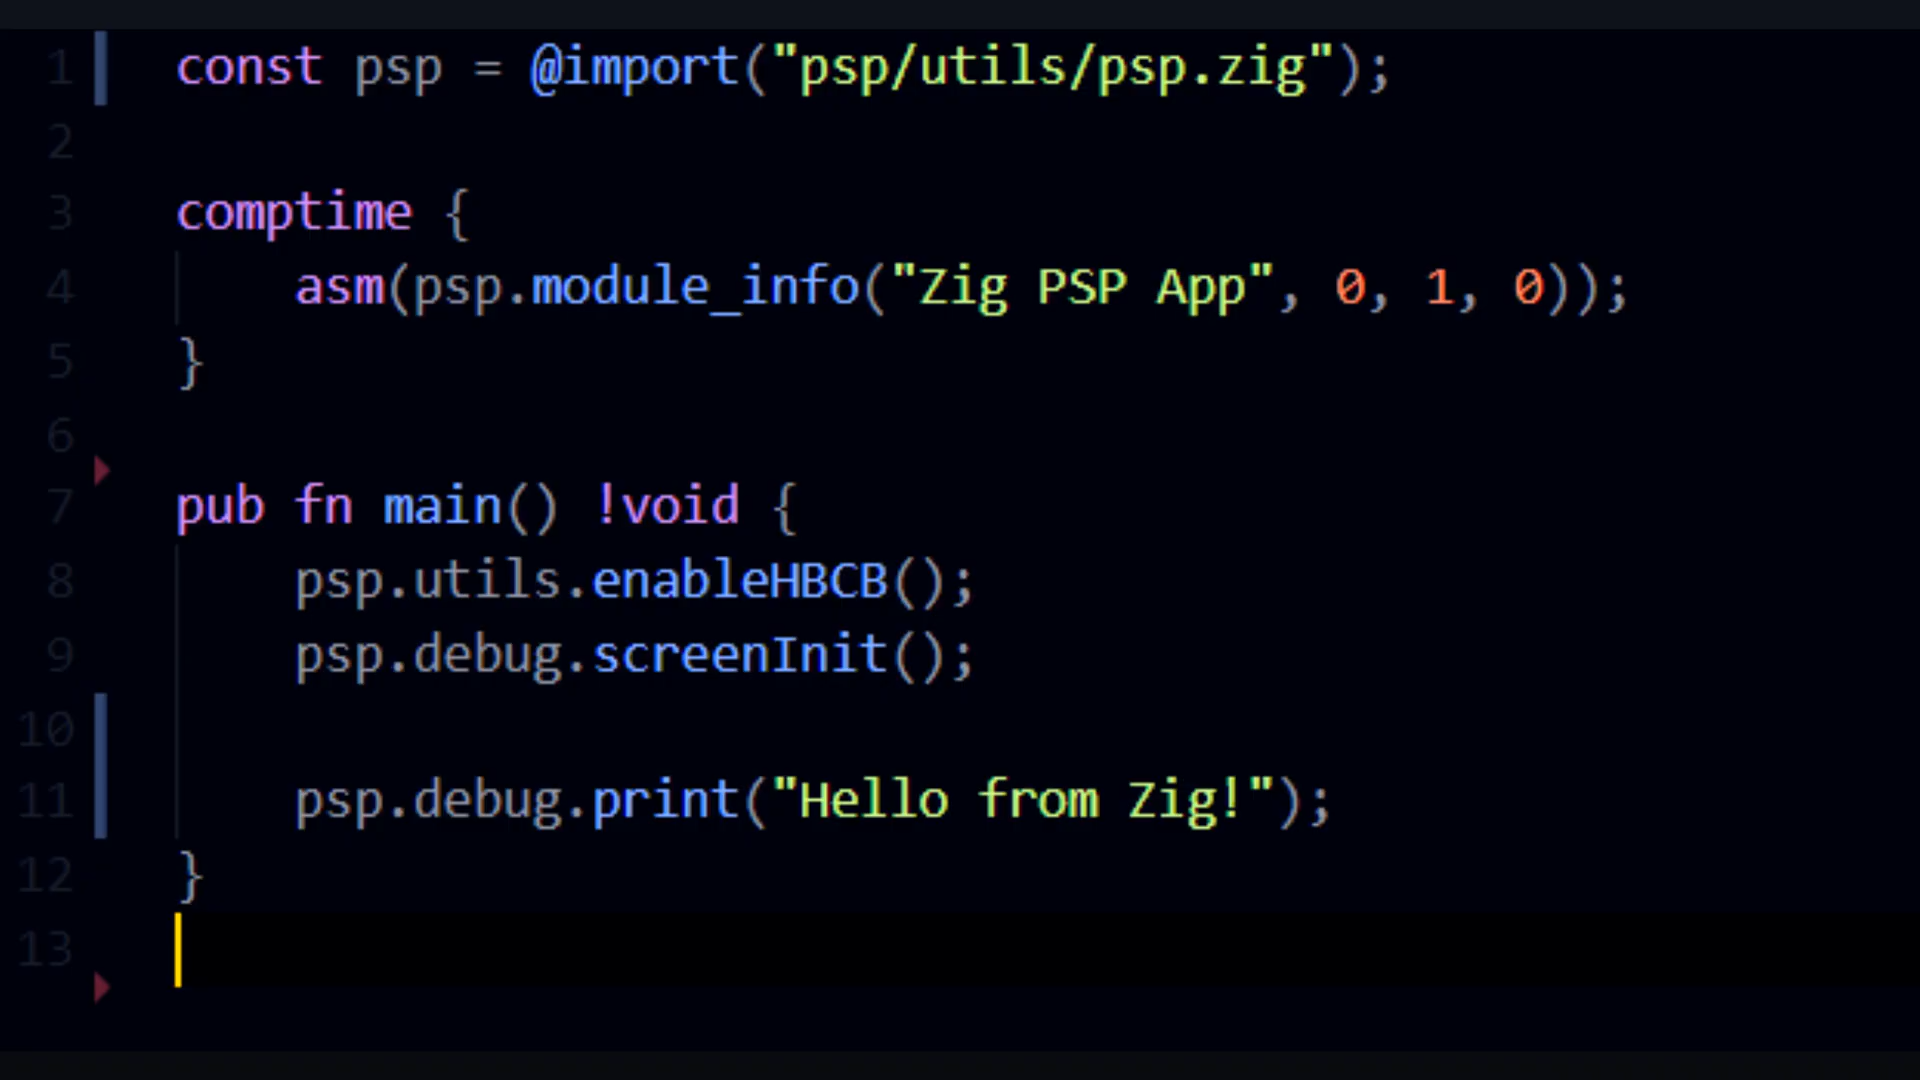 1 const psp = @import("psp/utils/psp.zig");
2
3 comptime {
4     asm(psp.module_info("Zig PSP App", 0, 1, 0));
5 }
6
7 pub fn main() !void {
8     psp.utils.enableHBCB();
9     psp.debug.screenInit();
10
11     psp.debug.print("Hello from Zig!");
12 }
13